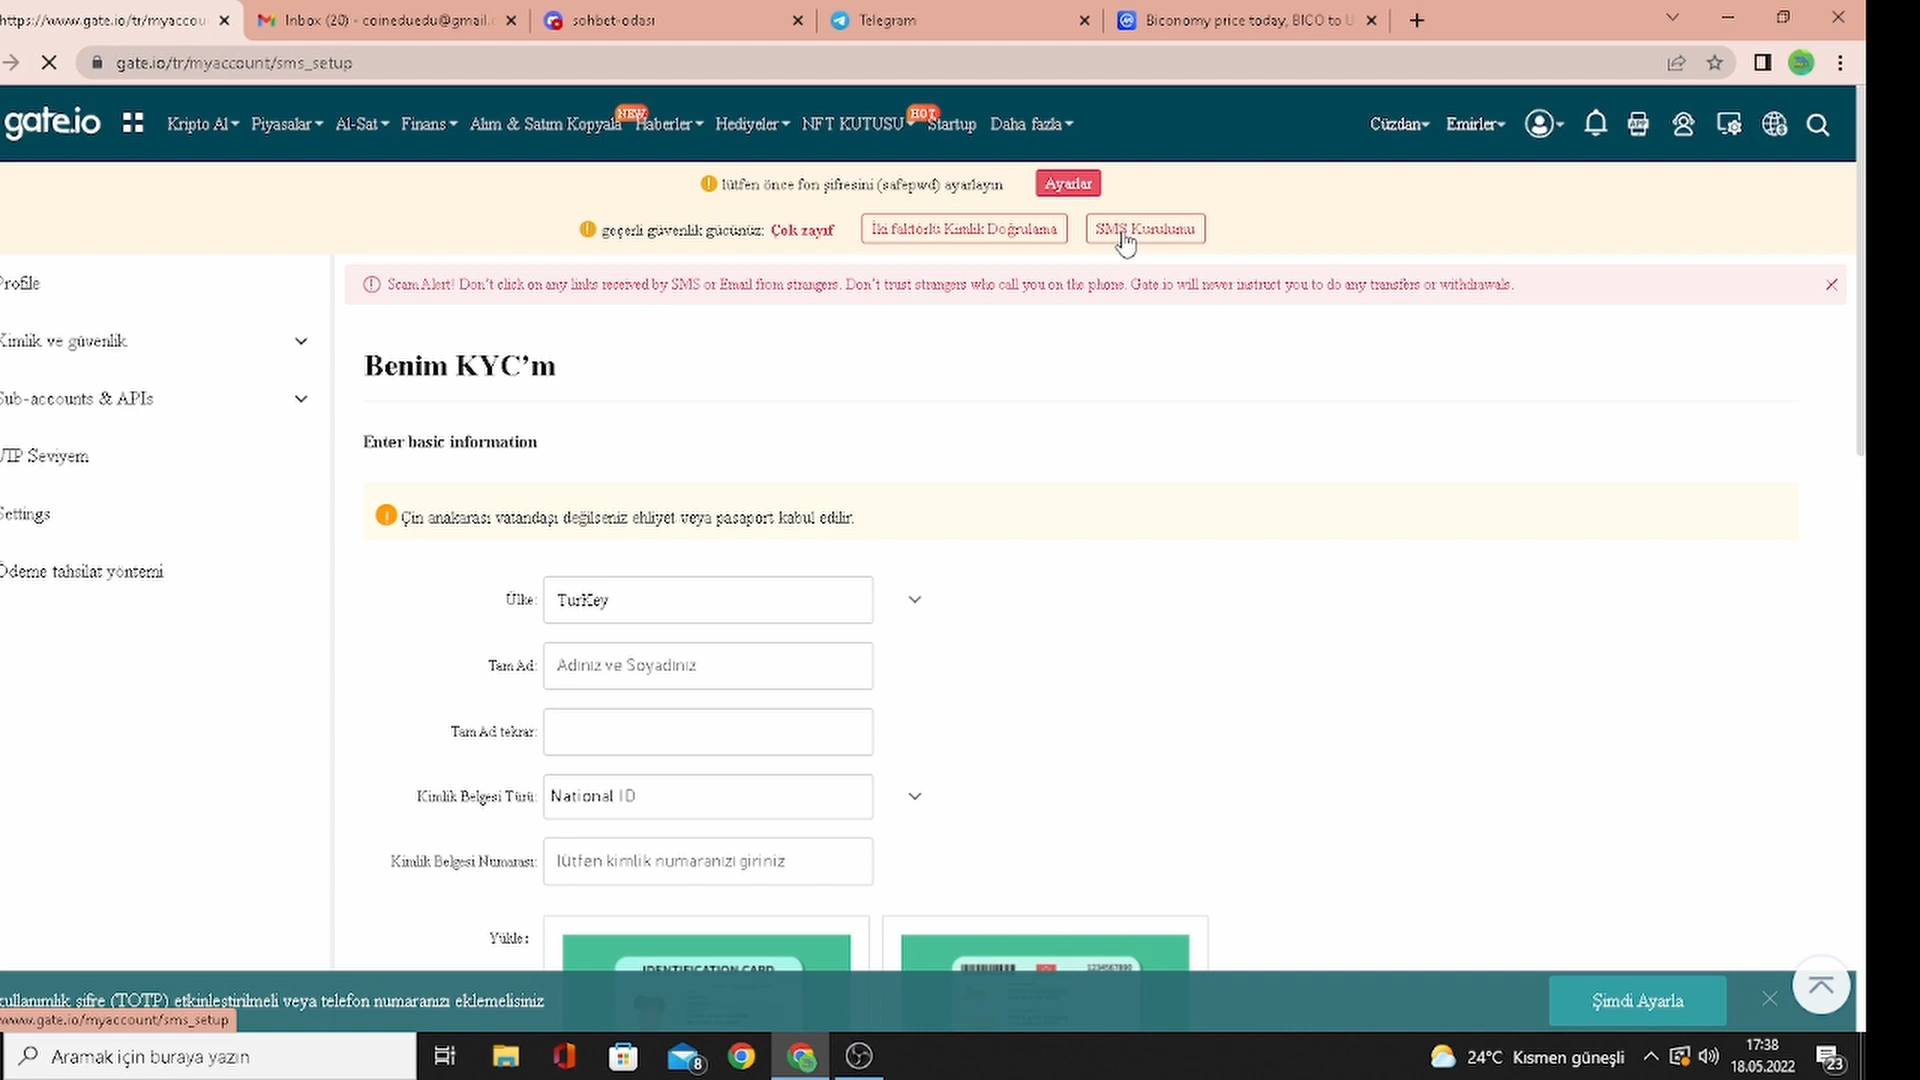 https://www.gate.io/tr/myaccou
Inbox (20) - coineduedu@gmail.
sohbet-odası
Telegram
Biconomy price today, BICO to U
gate.io/tr/myaccount/sms_setup
gate.io
Kripto Al
Piyasalar
Al-Sat
Finans
Alım & Satım Kopyala
NEW
Haberler
Hediyeler
NFT KUTUSU
HOT
Startup
Daha fazla
Cüzdan
Emirler
APP
lütfen önce fon şifresini (safepwd) ayarlayın
Ayarlar
geçerli güvenlik gücünüz: Çok zayıf
İki faktörlü Kimlik Doğrulama
SMS Kurulumu
Profile
Kimlik ve güvenlik
Sub-accounts & APIs
VIP Seviyem
Settings
Ödeme tahsilat yöntemi
Scam Alert! Don't click on any links received by SMS or Email from strangers. Don't trust strangers who call you on the phone. Gate.io will never instruct you to do any transfers or withdrawals.
Benim KYC'm
Enter basic information
Çin anakarası vatandaşı değilseniz ehliyet veya pasaport kabul edilir.
Ülke:
TurKey
Tam Ad:
Adınız ve Soyadınız
Tam Ad tekrar:
Kimlik Belgesi Türü:
National ID
Kimlik Belgesi Numarası:
lütfen kimlik numaranızı giriniz
Yükle:
IDENTIFICATION CARD
1234567890
kullanımlık şifre (TOTP) etkinleştirilmeli veya telefon numaranızı eklemelisiniz
Şimdi Ayarla
www.gate.io/myaccount/sms_setup
Aramak için buraya yazın
8
24°C Kısmen güneşli
17:38
18.05.2022
23